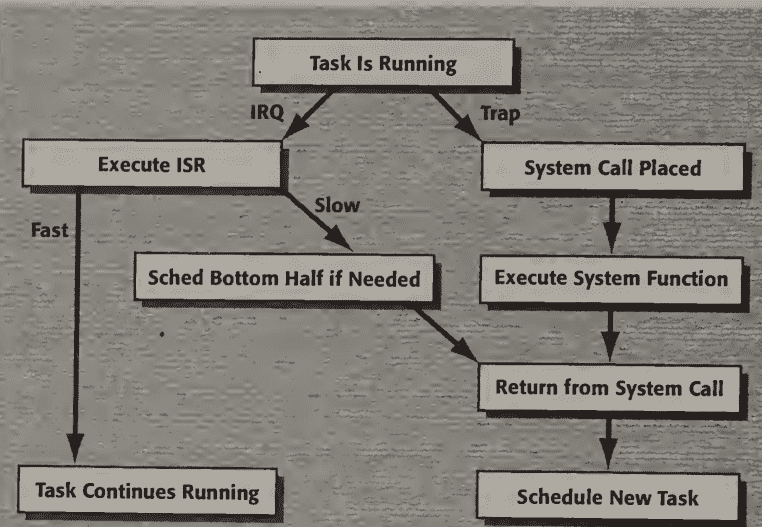 Task Is Running
IRQ
Trap
Execute ISR
System Call Placed
Slow
Fast
Sched Bottom Half if Needed
Execute System Function
Return from System Call
Task Continues Running
Schedule New Task